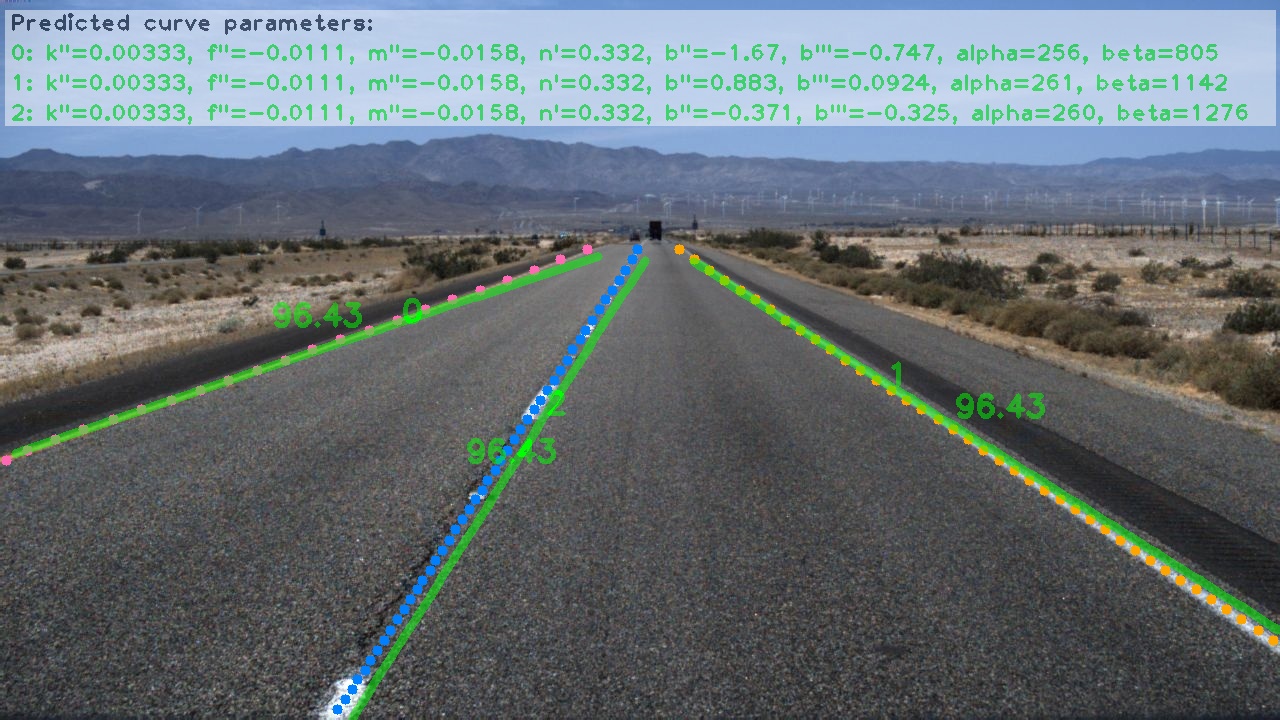 Predicted curve parameters:
0: k''=0.00333, f''=−0.0111, m''=−0.0158, n'=0.332, b''=−1.67, b'''=−0.747, alpha=256, beta=805
1: k''=0.00333, f''=−0.0111, m''=−0.0158, n'=0.332, b''=0.883, b'''=0.0924, alpha=261, beta=1142
2: k''=0.00333, f''=−0.0111, m''=−0.0158, n'=0.332, b''=−0.371, b'''=−0.325, alpha=260, beta=1276
96.43 0
1
96.43
2
96.43